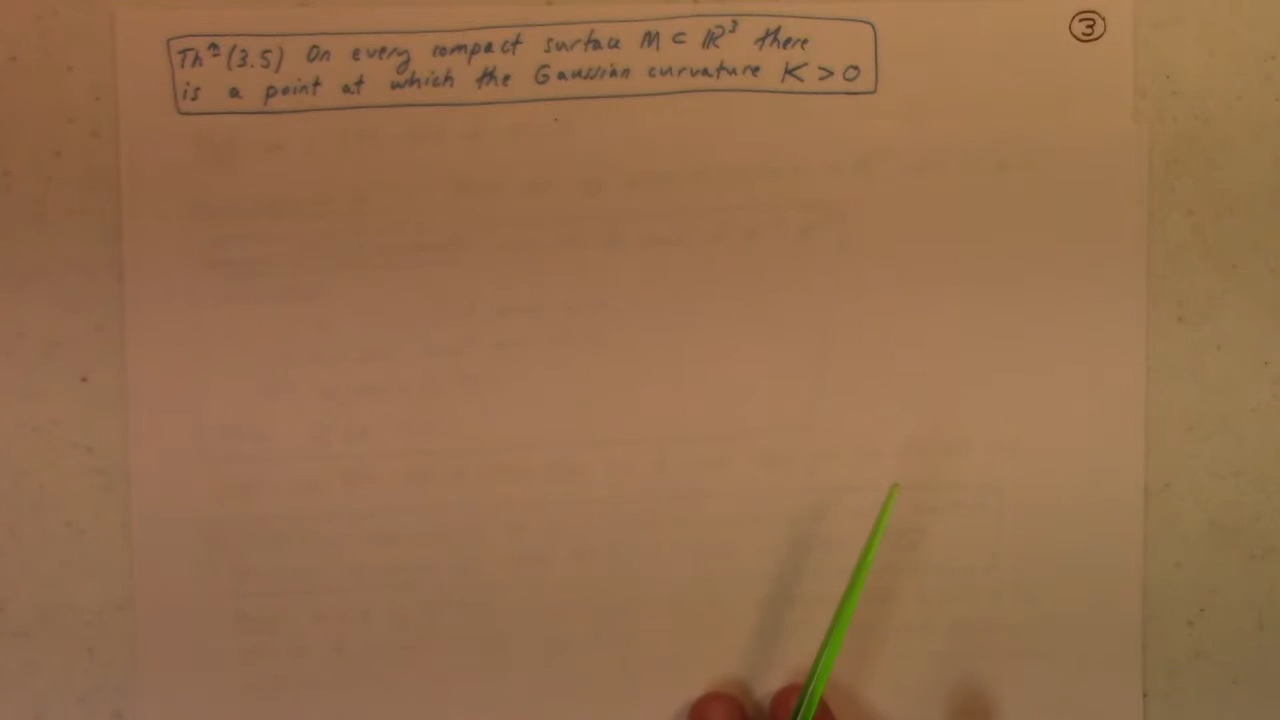 Thᵐ (3.5) On every compact surface M ⊂ ℝ³ there
is a point at which the Gaussian curvature K > 0
③